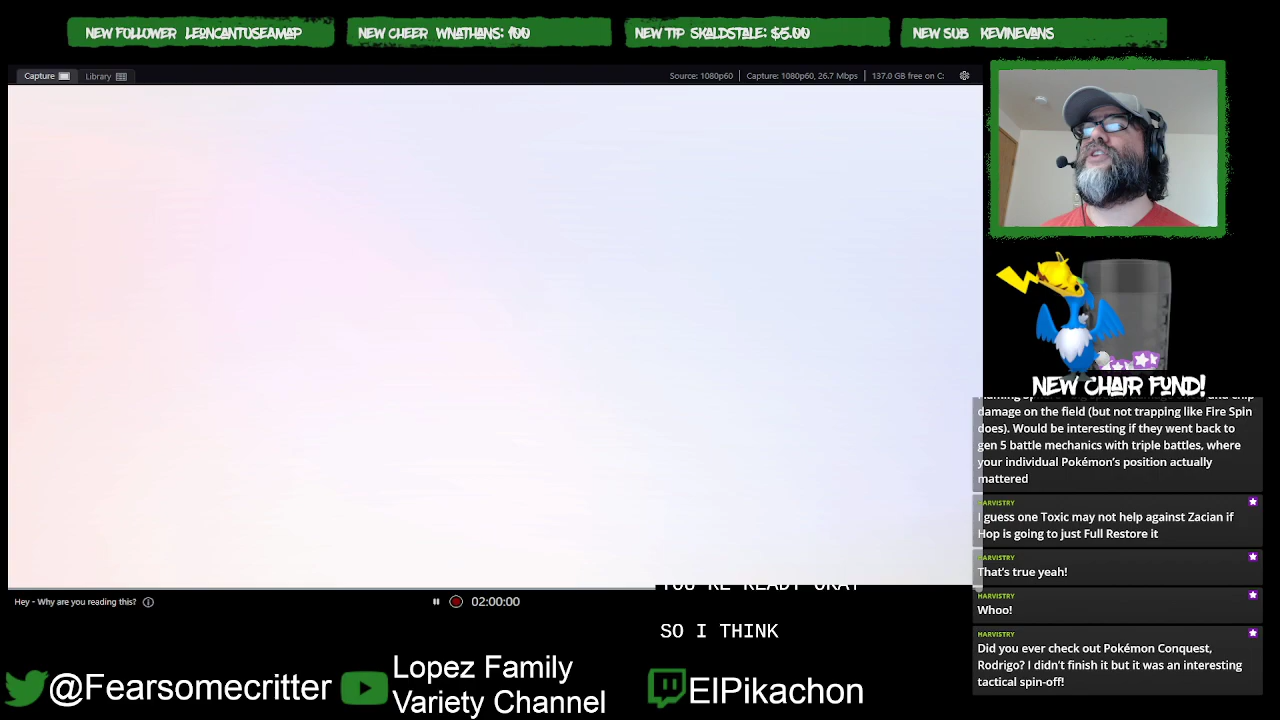 NEW FOLLOWER LEONCANTUSEAMAP
NEW CHEER WNATHANS: 100
NEW TIP SKALDSTALE: $5.00
NEW SUB KEVINEVANS
Capture
Library
Source: 1080p60
Capture: 1080p60, 26.7 Mbps
137.0 GB free on C:
NEW CHAIR FUND!
damage on the field (but not trapping like Fire Spin
does). Would be interesting if they went back to
gen 5 battle mechanics with triple battles, where
your individual Pokémon's position actually
mattered
HARVISTRY
I guess one Toxic may not help against Zacian if
Hop is going to just Full Restore it
HARVISTRY
That's true yeah!
HARVISTRY
Whoo!
HARVISTRY
Did you ever check out Pokémon Conquest,
Rodrigo? I didn't finish it but it was an interesting
tactical spin-off!
YOU'RE READY OKAY
SO I THINK
Hey - Why are you reading this?
02:00:00
@Fearsomecritter
Lopez Family
Variety Channel
ElPikachon